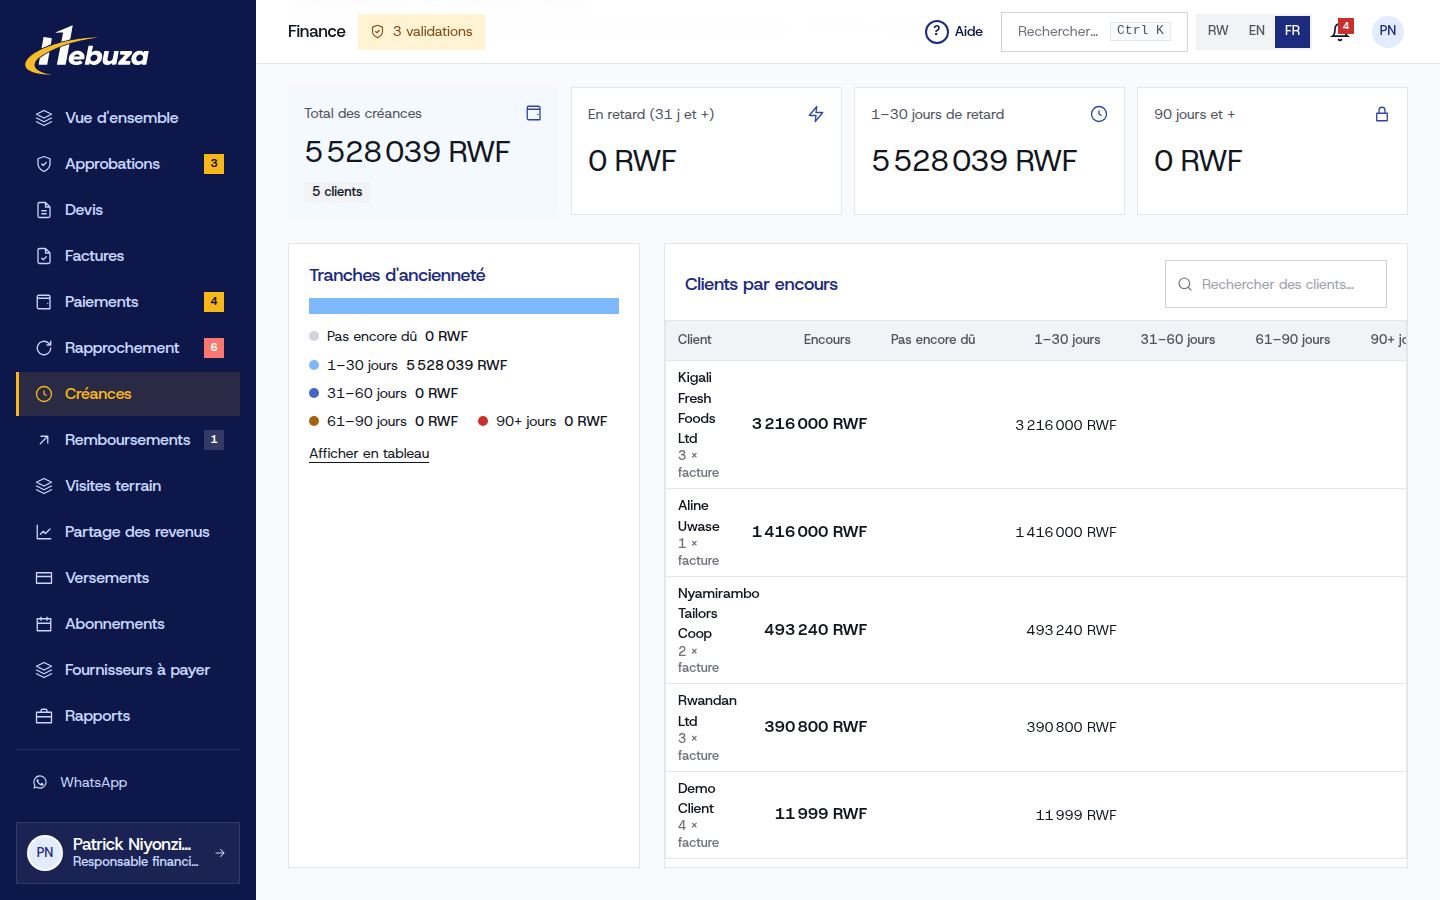 Hebuza
Vue d'ensemble
Approbations 3
Devis
Factures
Paiements 4
Rapprochement 6
Créances
Remboursements 1
Visites terrain
Partage des revenus
Versements
Abonnements
Fournisseurs à payer
Rapports
WhatsApp
PN
Patrick Niyonzi...
Responsable financi...
Finance
3 validations
? Aide
Rechercher... Ctrl K
RW EN FR
4
PN
Total des créances
5 528 039 RWF
5 clients
En retard (31 j et +)
0 RWF
1–30 jours de retard
5 528 039 RWF
90 jours et +
0 RWF
Tranches d'ancienneté
Pas encore dû 0 RWF
1–30 jours 5 528 039 RWF
31–60 jours 0 RWF
61–90 jours 0 RWF 90+ jours 0 RWF
Afficher en tableau
Clients par encours
Rechercher des clients...
Client Encours Pas encore dû 1–30 jours 31–60 jours 61–90 jours 90+ jo
Kigali
Fresh
Foods
Ltd
3 ×
facture
3 216 000 RWF 3 216 000 RWF
Aline
Uwase
1 ×
facture
1 416 000 RWF 1 416 000 RWF
Nyamirambo
Tailors
Coop
2 ×
facture
493 240 RWF 493 240 RWF
Rwandan
Ltd
3 ×
facture
390 800 RWF 390 800 RWF
Demo
Client
4 ×
facture
11 999 RWF 11 999 RWF